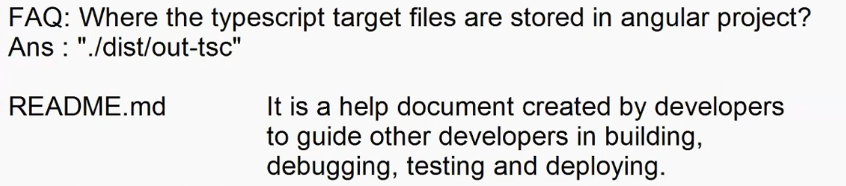 FAQ: Where the typescript target files are stored in angular project?
Ans : "./dist/out-tsc"
README.md It is a help document created by developers
to guide other developers in building,
debugging, testing and deploying.